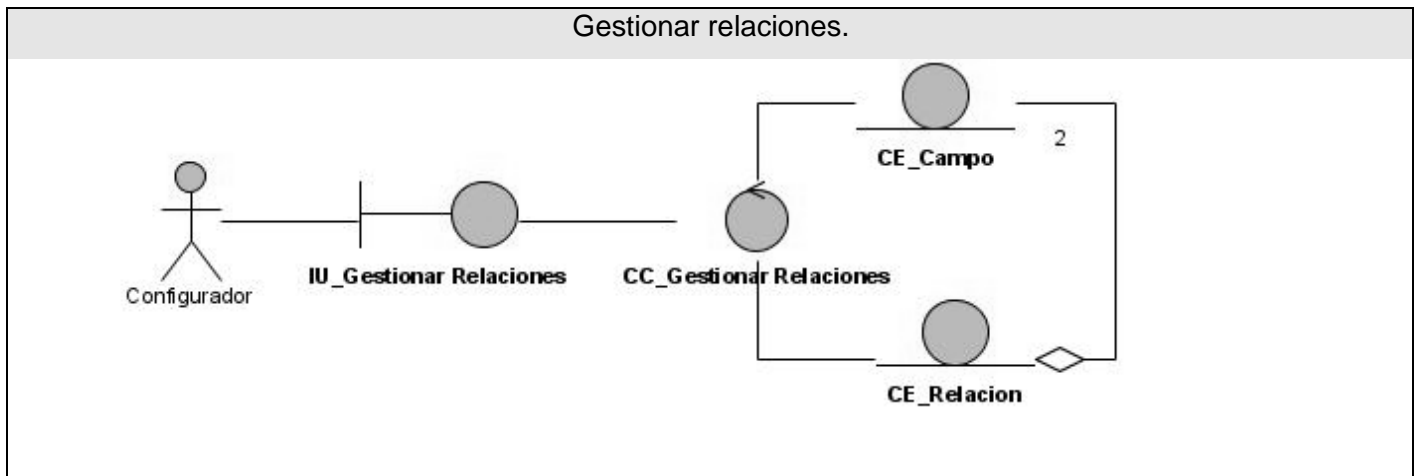 Gestionar relaciones.
2
CE_Campo
IU_Gestionar Relaciones
CC_Gestionar Relaciones
Configurador
CE_Relacion